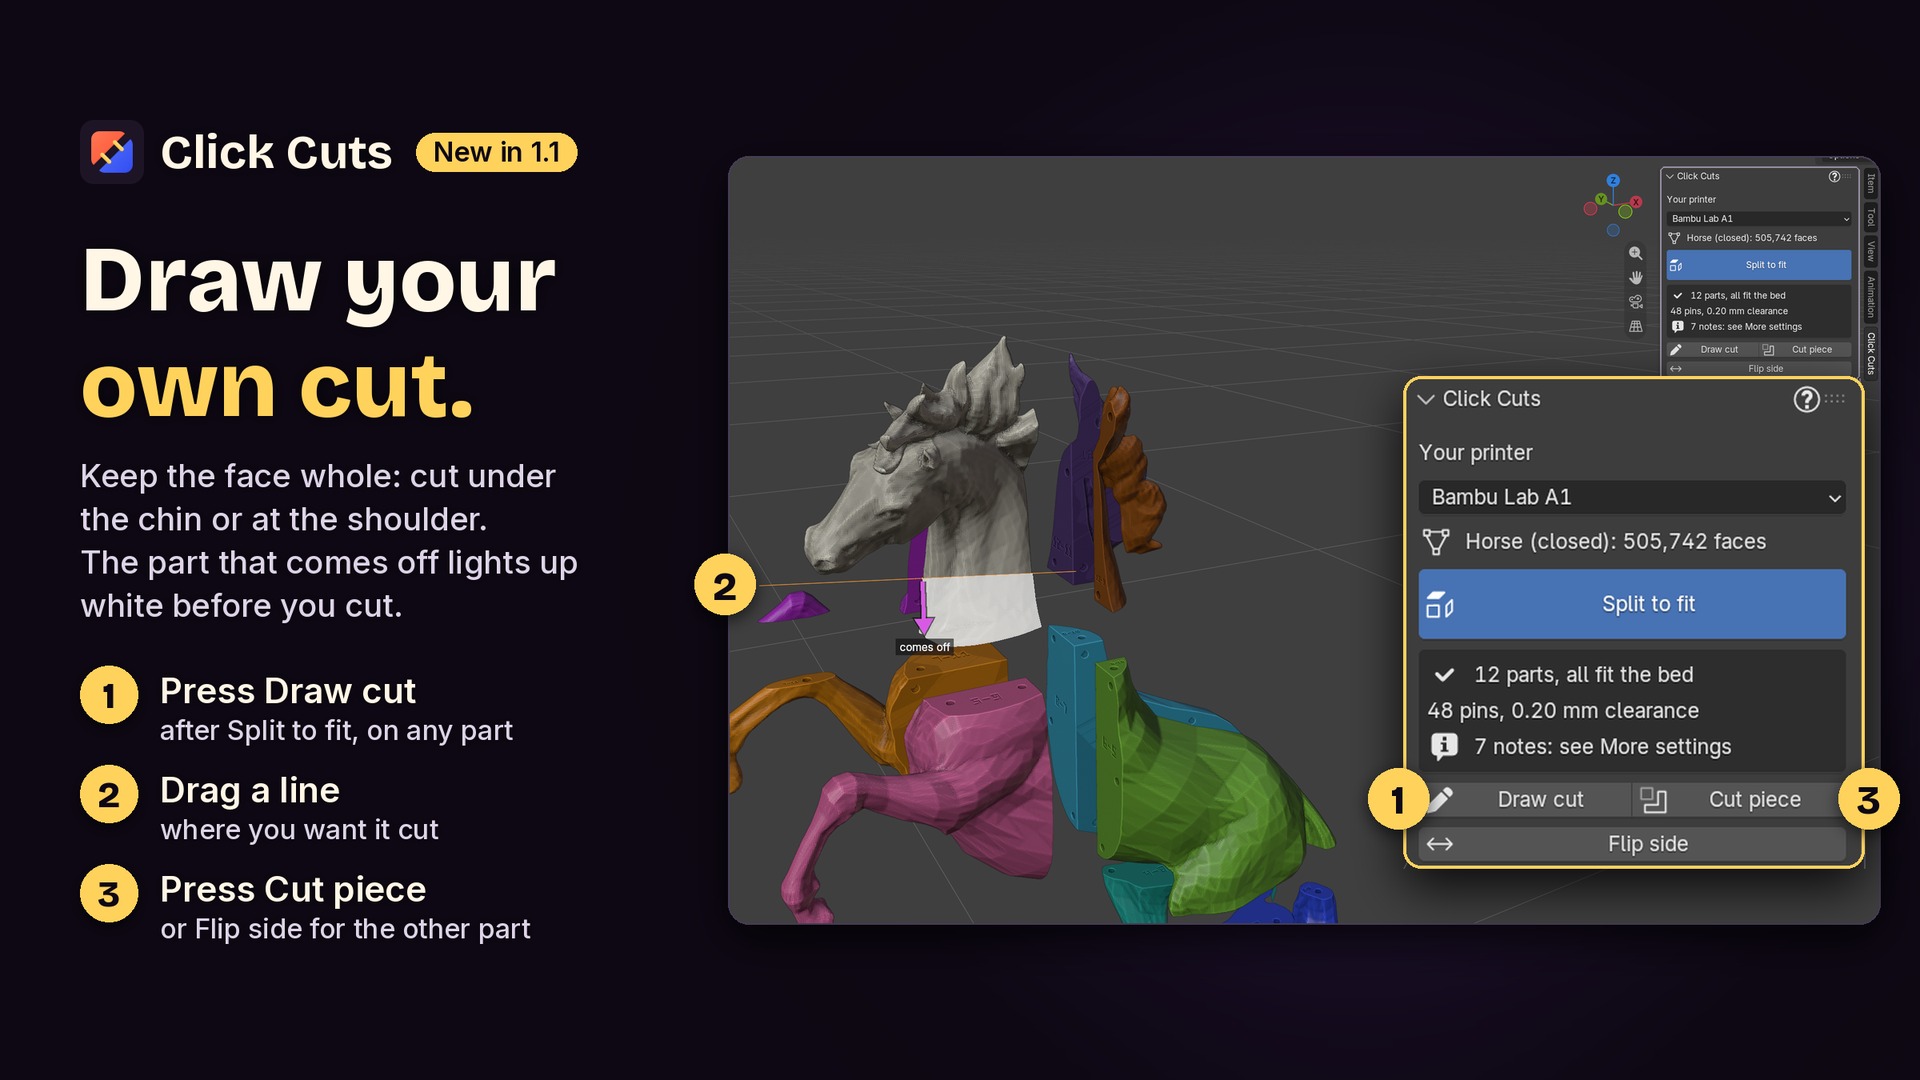 Click Cuts
New in 1.1
Draw your
own cut.
Keep the face whole: cut under
the chin or at the shoulder.
The part that comes off lights up
white before you cut.
1
Press Draw cut
after Split to fit, on any part
2
Drag a line
where you want it cut
3
Press Cut piece
or Flip side for the other part
2
comes off
Z
Y
X
Click Cuts
Your printer
Bambu Lab A1
Horse (closed): 505,742 faces
Split to fit
12 parts, all fit the bed
48 pins, 0.20 mm clearance
7 notes: see More settings
Draw cut
Cut piece
Flip side
Item
Tool
View
Animation
Click Cuts
Click Cuts
Your printer
Bambu Lab A1
Horse (closed): 505,742 faces
Split to fit
12 parts, all fit the bed
48 pins, 0.20 mm clearance
7 notes: see More settings
1
Draw cut
Cut piece
3
Flip side